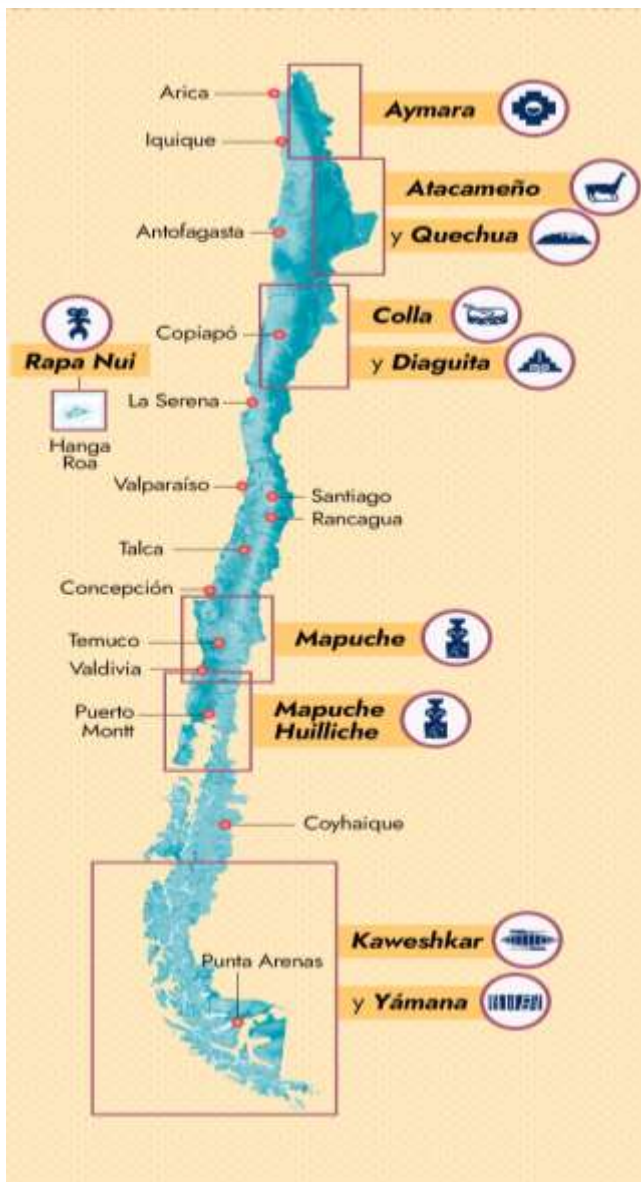 Arica
Aymara
Iquique
Atacameño
Antofagasta
y Quechua
Colla
Copiapó
Rapa Nui
y Diaguita
La Serena
Hanga
Roa
Valparaíso
Santiago
Rancagua
Talca
Concepción
Temuco
Mapuche
Valdivia
Puerto
Montt
Mapuche
Huilliche
Coyhaique
Kaweshkar
Punta Arenas
y Yámana